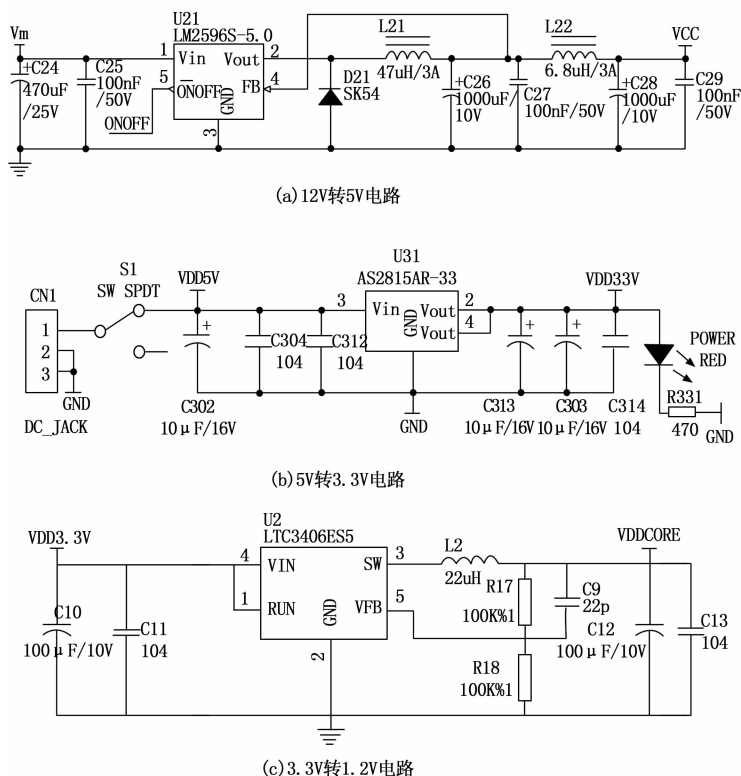 U21
LM2596S-5.0
Vm
1
Vin
Vout
2
L21
47uH/3A
L22
6.8uH/3A
VCC
+C24
470uF
/25V
C25
100nF
/50V
5
ONOFF
GND
FB
4
3
ONOFF
D21
SK54
+C26
1000uF/
10V
C27
100nF/50V
+C28
1000uF
/10V
C29
100nF
/50V
(a)12V转5V电路
S1
SW SPDT
VDD5V
U31
AS2815AR-33
VDD33V
CN1
1
2
3
GND
DC_JACK
+
C302
10μF/16V
C304
104
C312
104
3
Vin
GND
Vout
2
Vout
4
GND
+
C313
10μF/16V
+
C303
10μF/16V
C314
104
POWER
RED
R331
470
GND
(b)5V转3.3V电路
VDD3.3V
U2
LTC3406ES5
VDDCORE
4
VIN
SW
3
L2
22uH
1
RUN
GND
VFB
5
2
C10
100μF/10V
C11
104
R17
100K%1
C9
22p
R18
100K%1
C12
100μF/10V
C13
104
(c)3.3V转1.2V电路